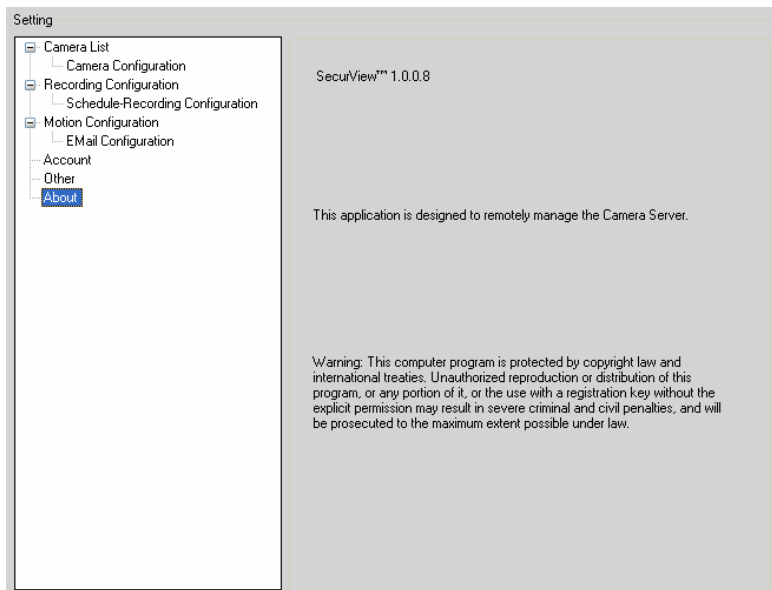 Setting
Camera List
Camera Configuration
Recording Configuration
Schedule-Recording Configuration
Motion Configuration
EMail Configuration
Account
Other
About
SecurView™ 1.0.0.8
This application is designed to remotely manage the Camera Server.
Warning: This computer program is protected by copyright law and
international treaties. Unauthorized reproduction or distribution of this
program, or any portion of it, or the use with a registration key without the
explicit permission may result in severe criminal and civil penalties, and will
be prosecuted to the maximum extent possible under law.